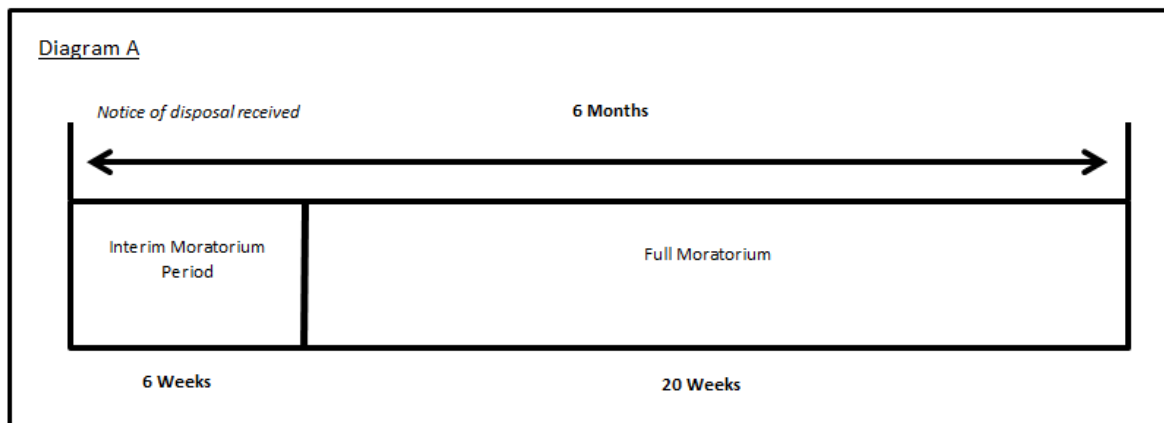 Diagram A
Notice of disposal received
6 Months
Interim Moratorium
Period
Full Moratorium
6 Weeks
20 Weeks